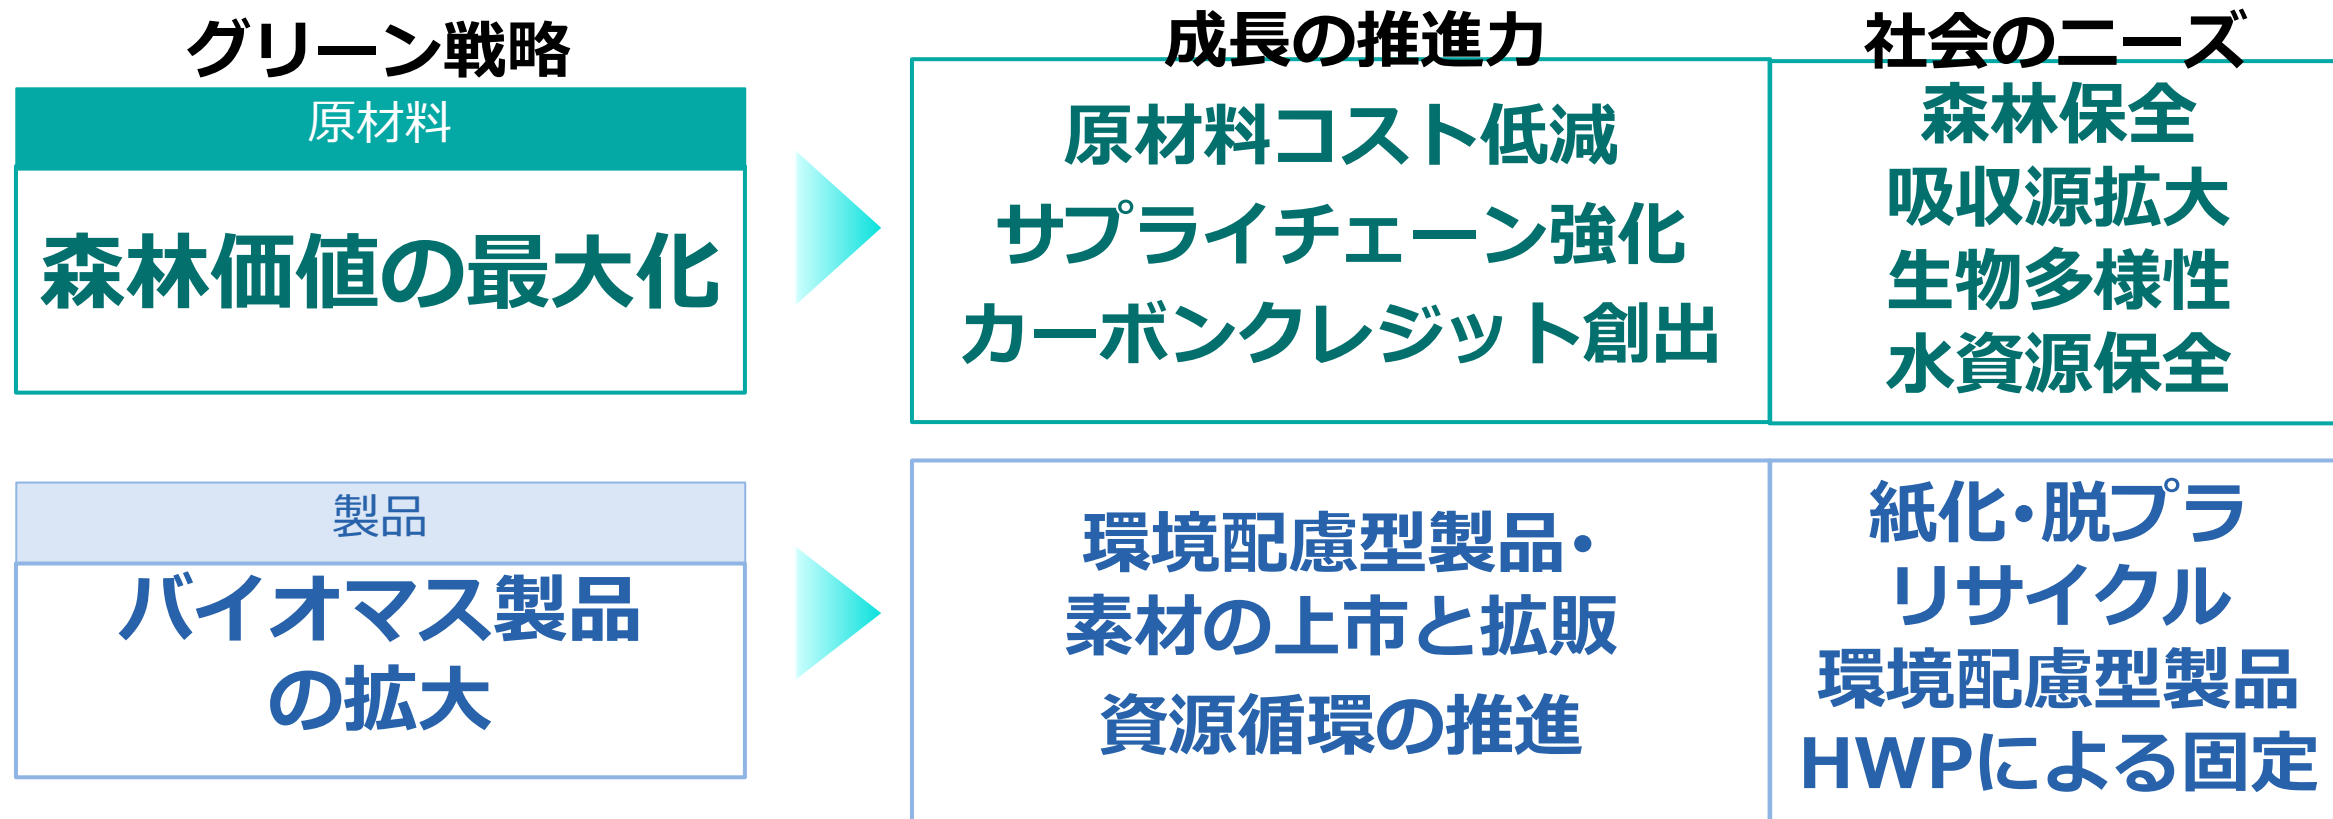 グリーン戦略
成長の推進力
社会のニーズ
原材料
森林価値の最大化
原材料コスト低減
サプライチェーン強化
カーボンクレジット創出
森林保全
吸収源拡大
生物多様性
水資源保全
製品
バイオマス製品
の拡大
環境配慮型製品・
素材の上市と拡販
資源循環の推進
紙化・脱プラ
リサイクル
環境配慮型製品
HWPによる固定